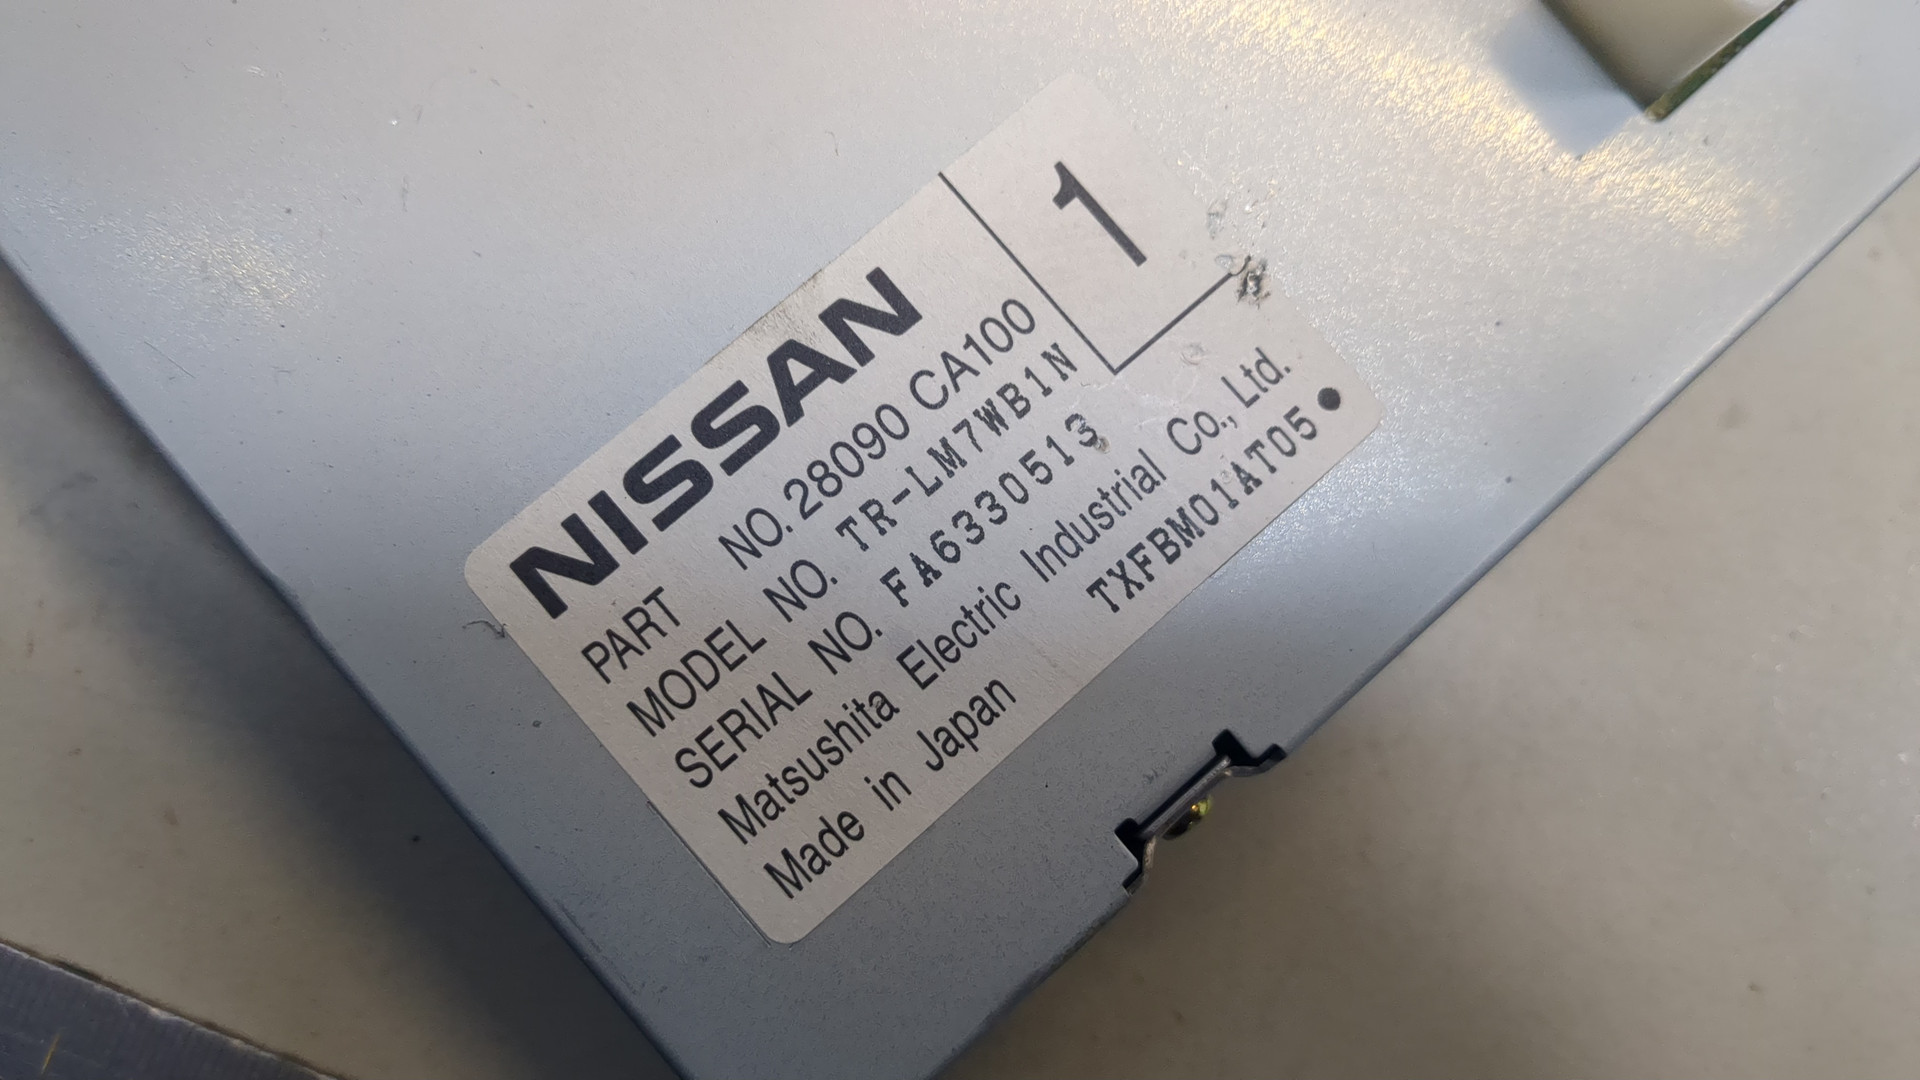 1
NISSAN
PART NO. 28090 CA100
MODEL NO. TR-LM7WB1N
SERIAL NO. FA6330513
Matsushita Electric Industrial Co., Ltd.
Made in Japan TXFBM01AT05